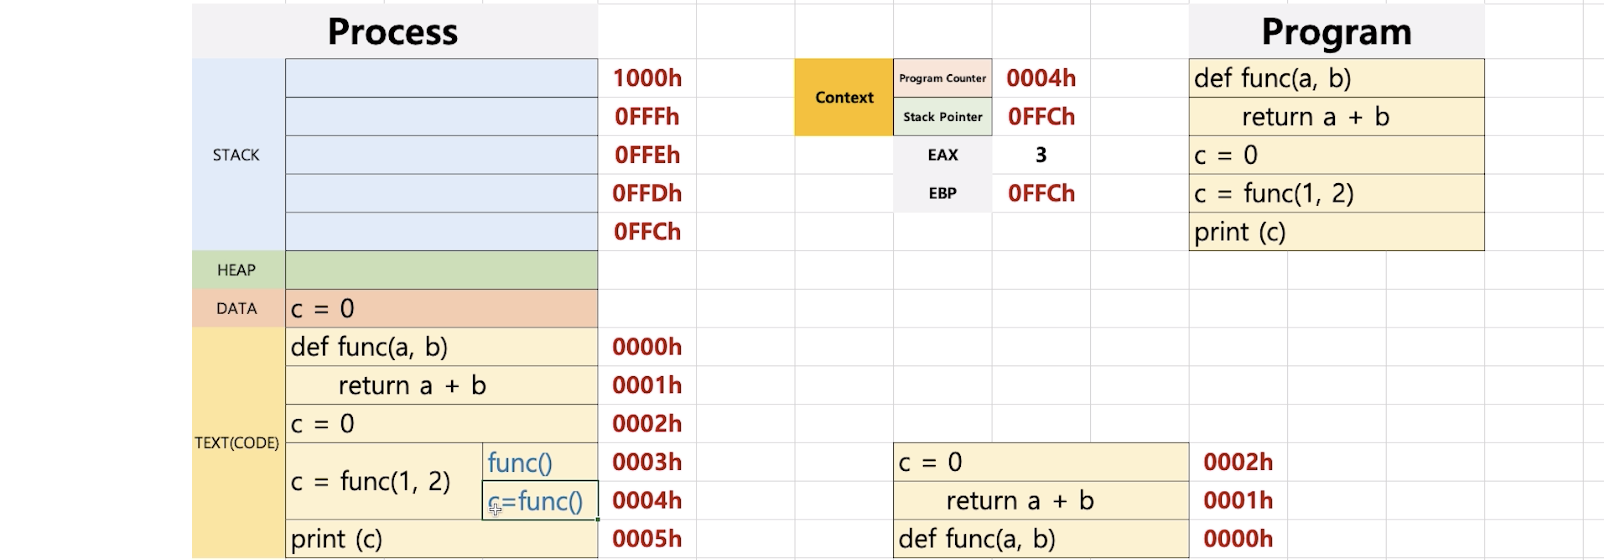 Process
Program
1000h
Context
Program Counter
0004h
def func(a, b)
0FFFh
Stack Pointer
0FFCh
return a + b
STACK
0FFEh
EAX
3
c = 0
0FFDh
EBP
0FFCh
c = func(1, 2)
0FFCh
print (c)
HEAP
DATA
c = 0
def func(a, b)
0000h
return a + b
0001h
c = 0
0002h
TEXT(CODE)
c = func(1, 2)
func()
0003h
c = 0
0002h
c=func()
0004h
return a + b
0001h
print (c)
0005h
def func(a, b)
0000h